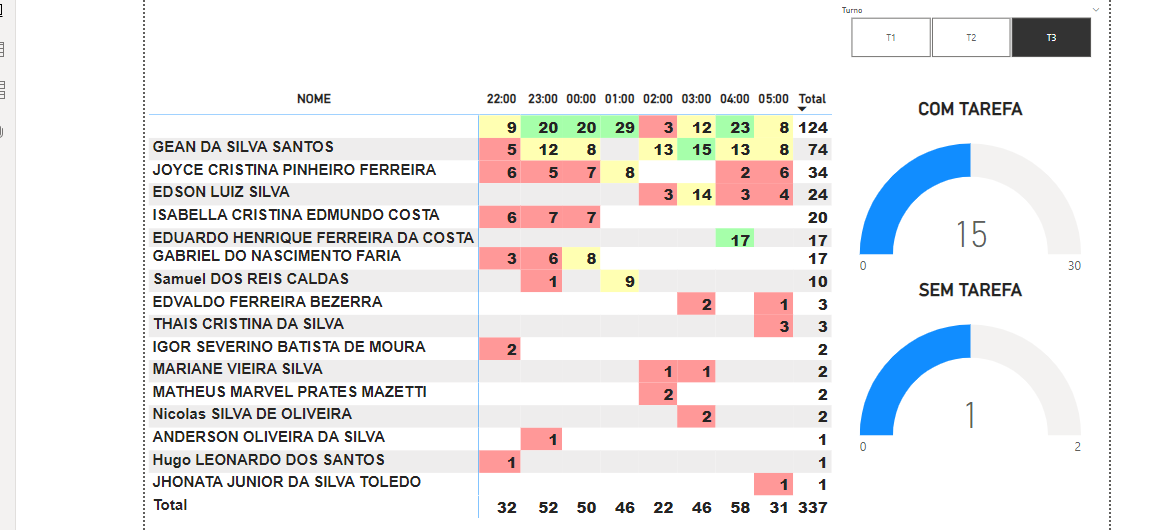 Turno
T1 T2 T3
NOME 22:00 23:00 00:00 01:00 02:00 03:00 04:00 05:00 Total
9 20 20 29 3 12 23 8 124
GEAN DA SILVA SANTOS 5 12 8 13 15 13 8 74
JOYCE CRISTINA PINHEIRO FERREIRA 6 5 7 8 2 6 34
EDSON LUIZ SILVA 3 14 3 4 24
ISABELLA CRISTINA EDMUNDO COSTA 6 7 7 20
EDUARDO HENRIQUE FERREIRA DA COSTA 17 17
GABRIEL DO NASCIMENTO FARIA 3 6 8 17
Samuel DOS REIS CALDAS 1 9 10
EDVALDO FERREIRA BEZERRA 2 1 3
THAIS CRISTINA DA SILVA 3 3
IGOR SEVERINO BATISTA DE MOURA 2 2
MARIANE VIEIRA SILVA 1 1 2
MATHEUS MARVEL PRATES MAZETTI 2 2
Nicolas SILVA DE OLIVEIRA 2 2
ANDERSON OLIVEIRA DA SILVA 1 1
Hugo LEONARDO DOS SANTOS 1 1
JHONATA JUNIOR DA SILVA TOLEDO 1 1
Total 32 52 50 46 22 46 58 31 337
COM TAREFA
15
0 30
SEM TAREFA
1
0 2